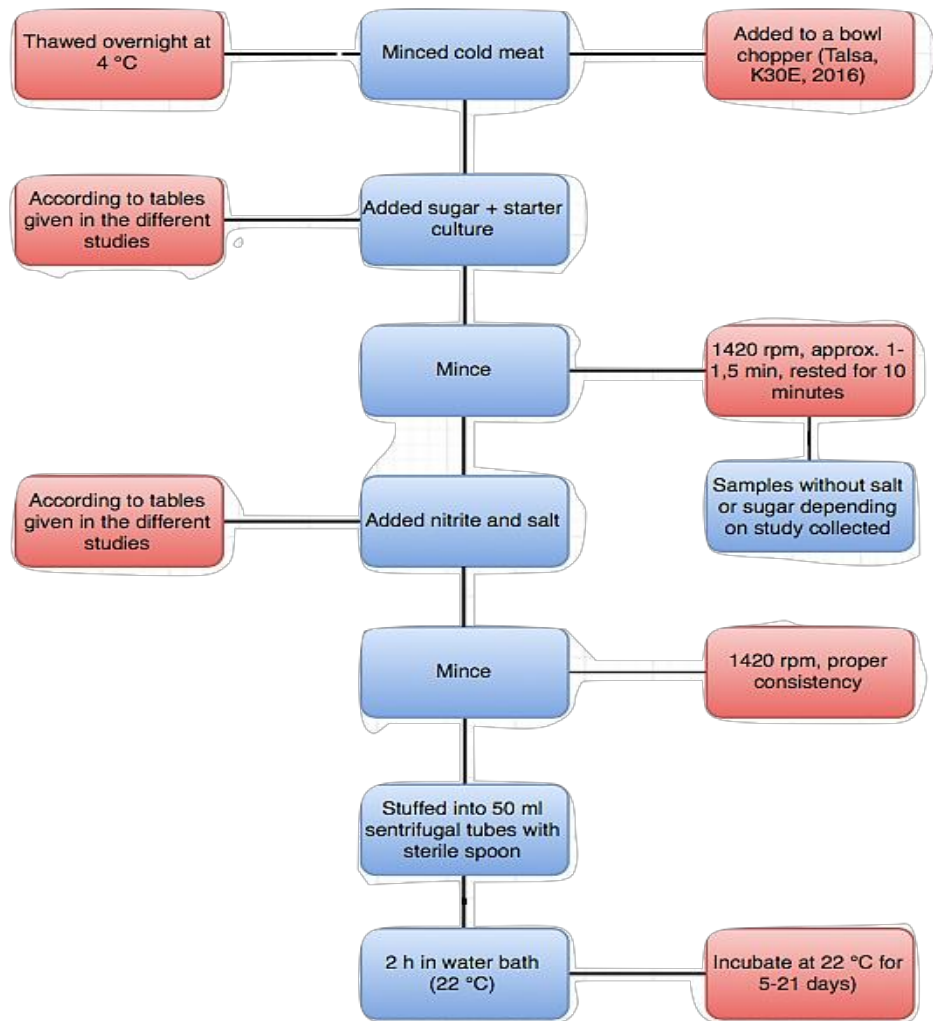 Thawed overnight at
4 °C
Minced cold meat
Added to a bowl
chopper (Talsa,
K30E, 2016)
According to tables
given in the different
studies
Added sugar + starter
culture
Mince
1420 rpm, approx. 1-
1,5 min, rested for 10
minutes
Samples without salt
or sugar depending
on study collected
According to tables
given in the different
studies
Added nitrite and salt
Mince
1420 rpm, proper
consistency
Stuffed into 50 ml
sentrifugal tubes with
sterile spoon
2 h in water bath
(22 °C)
Incubate at 22 °C for
5-21 days)